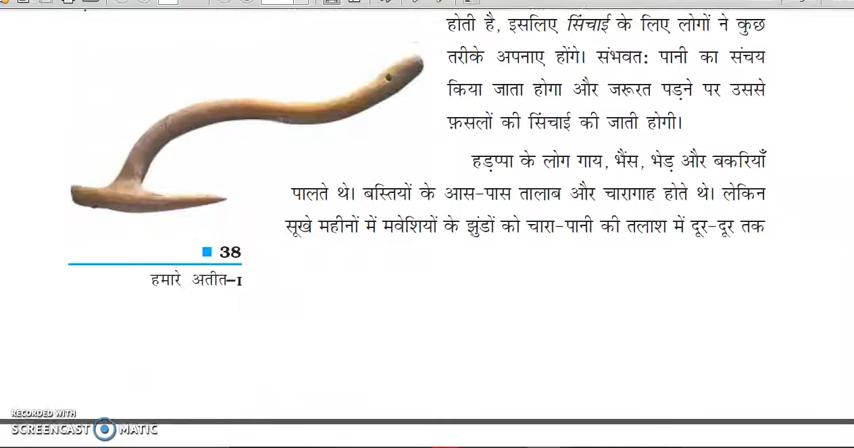 होती है, इसलिए सिंचाई के लिए लोगों ने कुछ
तरीके अपनाए होंगे। संभवत: पानी का संचय
किया जाता होगा और जरूरत पड़ने पर उससे
फ़सलों की सिंचाई की जाती होगी।
हड़प्पा के लोग गाय, भैंस, भेड़ और बकरियाँ
पालते थे। बस्तियों के आस-पास तालाब और चारागाह होते थे। लेकिन
सूखे महीनों में मवेशियों के झुंडों को चारा-पानी की तलाश में दूर-दूर तक
■ 38
हमारे अतीत–I
RECORDED WITH
SCREENCAST MATIC